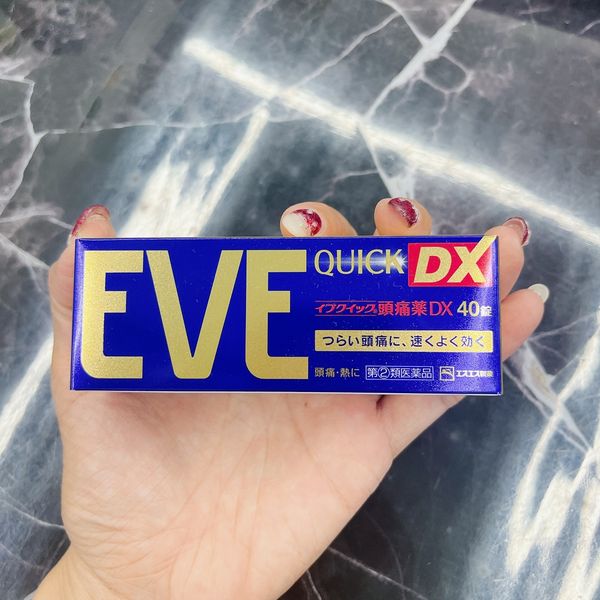 EVE
QUICK DX
イブクイック頭痛薬DX 40錠
つらい頭痛に、速くよく効く
頭痛・熱に 指②類医薬品 エスエス製薬